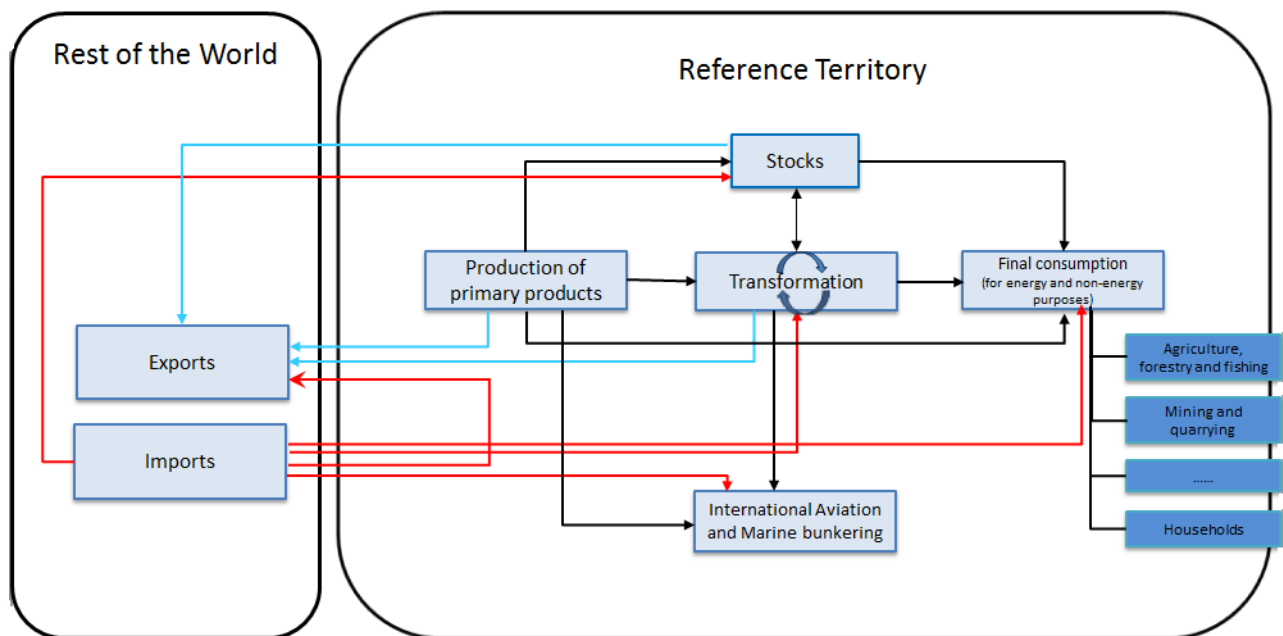 Rest of the World
Reference Territory
Stocks
Production of
primary products
Transformation
Final consumption
(for energy and non-energy
purposes)
Exports
Agriculture,
forestry and fishing
Mining and
quarrying
Imports
......
International Aviation
and Marine bunkering
Households